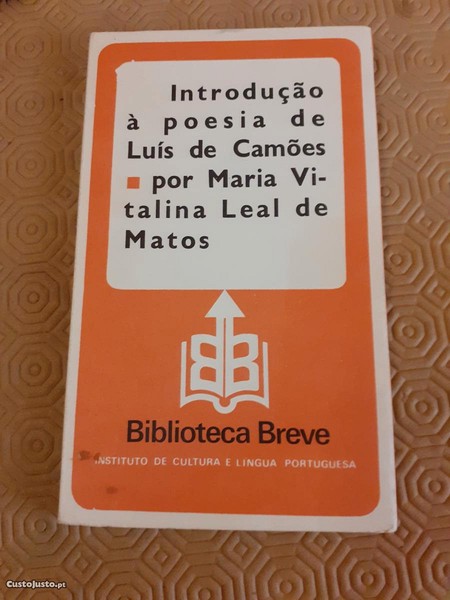 Introdução
à poesia de
Luís de Camões
▪ por Maria Vi-
talina Leal de
Matos
BB
Biblioteca Breve
INSTITUTO DE CULTURA E LÍNGUA PORTUGUESA
CustoJusto.pt